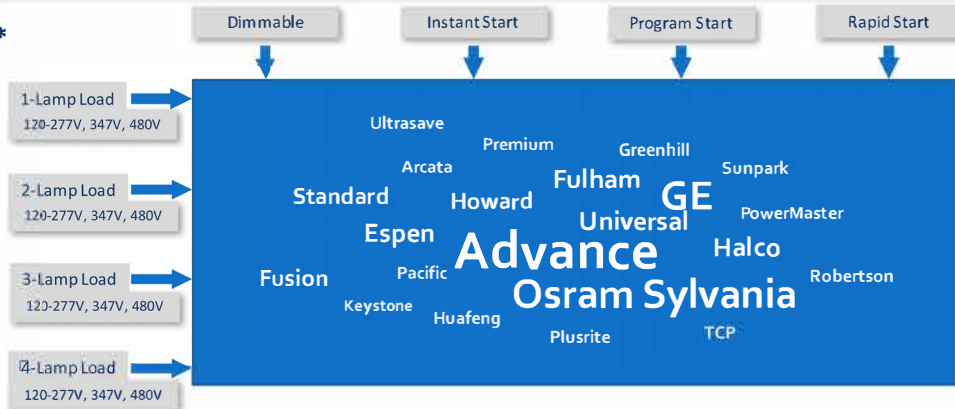 *
Dimmable
Instant Start
Program Start
Rapid Start
1-Lamp Load
120-277V, 347V, 480V
2-Lamp Load
120-277V, 347V, 480V
3-Lamp Load
120-277V, 347V, 480V
4-Lamp Load
120-277V, 347V, 480V
Ultrasave
Premium
Greenhill
Arcata
Sunpark
Fulham
Standard
Howard
GE
Universal
PowerMaster
Espen
Advance
Halco
Fusion
Pacific
Robertson
Osram Sylvania
Keystone
Huafeng
Plusrite
TCP